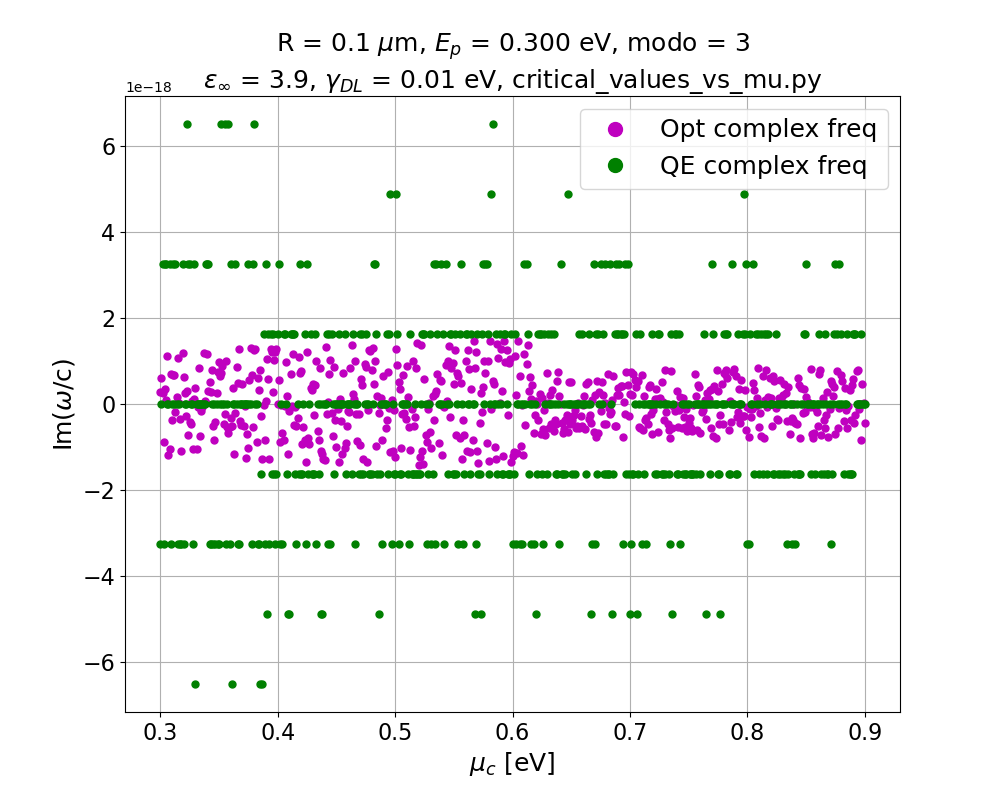 R = 0.1 μm, E_p = 0.300 eV, modo = 3
ε_∞ = 3.9, γ_DL = 0.01 eV, critical_values_vs_mu.py
1e−18
Opt complex freq
QE complex freq
6
4
2
0
−2
−4
−6
Im(ω/c)
0.3 0.4 0.5 0.6 0.7 0.8 0.9
μ_c [eV]